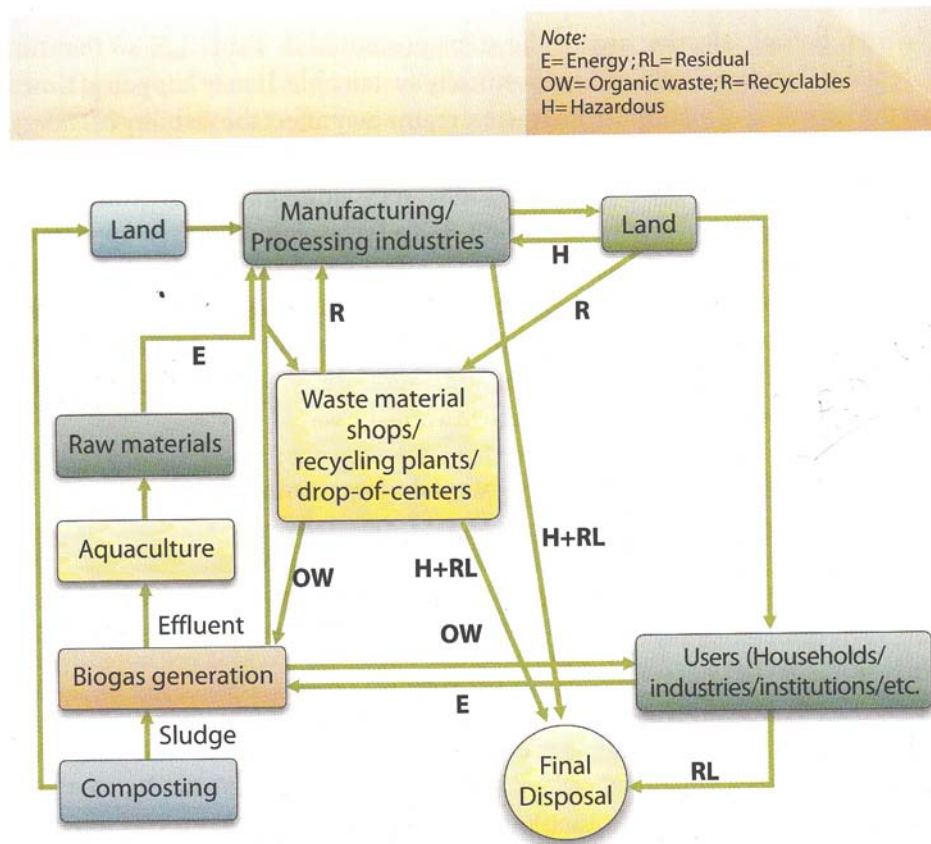 Note:
E= Energy; RL= Residual
OW= Organic waste; R= Recyclables
H= Hazardous
Land
Manufacturing/
Processing industries
Land
H
R
R
E
Waste material
shops/
recycling plants/
drop-of-centers
Raw materials
H+RL
Aquaculture
OW
H+RL
Effluent
OW
Biogas generation
Users (Households/
industries/institutions/etc.
E
Sludge
Composting
Final
Disposal
RL